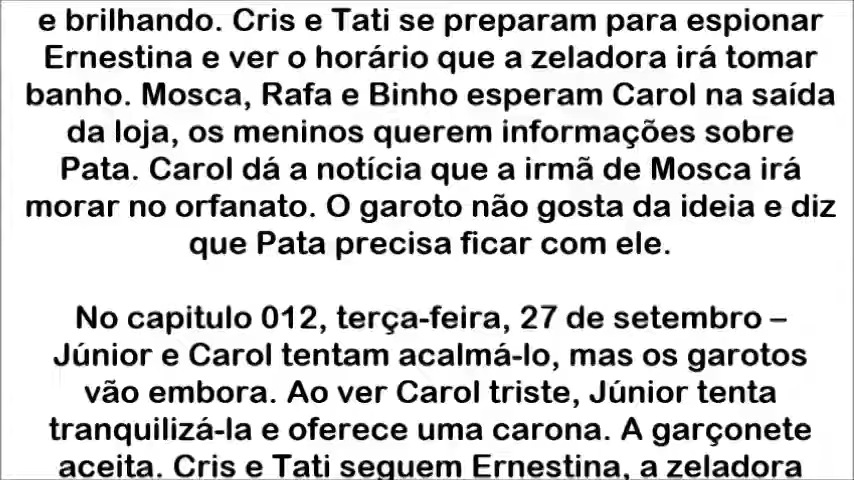 e brilhando. Cris e Tati se preparam para espionar
Ernestina e ver o horário que a zeladora irá tomar
banho. Mosca, Rafa e Binho esperam Carol na saída
da loja, os meninos querem informações sobre
Pata. Carol dá a notícia que a irmã de Mosca irá
morar no orfanato. O garoto não gosta da ideia e diz
que Pata precisa ficar com ele.
No capitulo 012, terça-feira, 27 de setembro –
Júnior e Carol tentam acalmá-lo, mas os garotos
vão embora. Ao ver Carol triste, Júnior tenta
tranquilizá-la e oferece uma carona. A garçonete
aceita. Cris e Tati seguem Ernestina, a zeladora